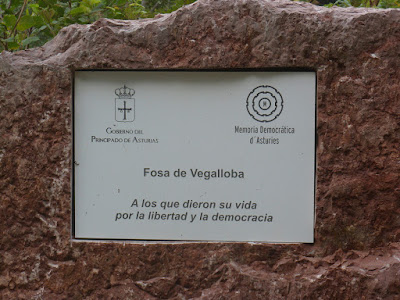 Gobierno del
Principado de Asturias
Memoria Democrática
d'Asturies
Fosa de Vegalloba
A los que dieron su vida
por la libertad y la democracia